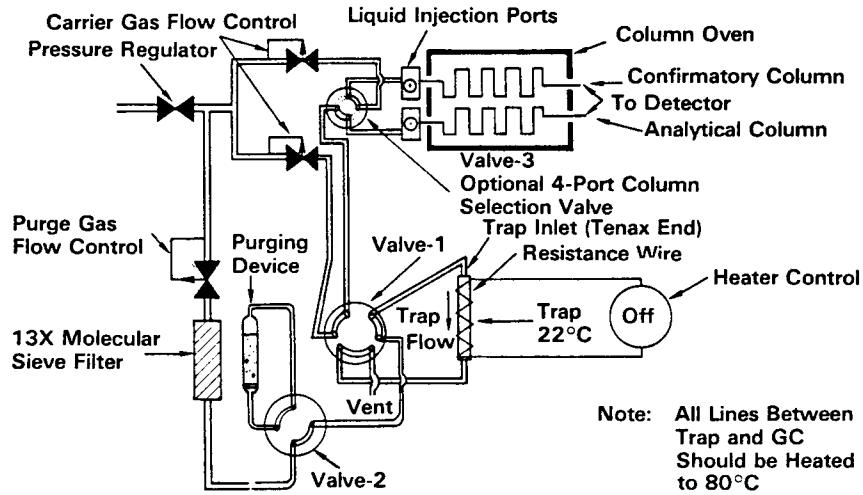 Carrier Gas Flow Control
Pressure Regulator
Liquid Injection Ports
Column Oven
Confirmatory Column
To Detector
Analytical Column
Valve-3
Optional 4-Port Column
Selection Valve
Purge Gas
Flow Control
Purging
Device
Valve-1
Trap Inlet (Tenax End)
Resistance Wire
Heater Control
Trap
Flow
Trap
22°C
Off
13X Molecular
Sieve Filter
Vent
Valve-2
Note: All Lines Between
Trap and GC
Should be Heated
to 80°C